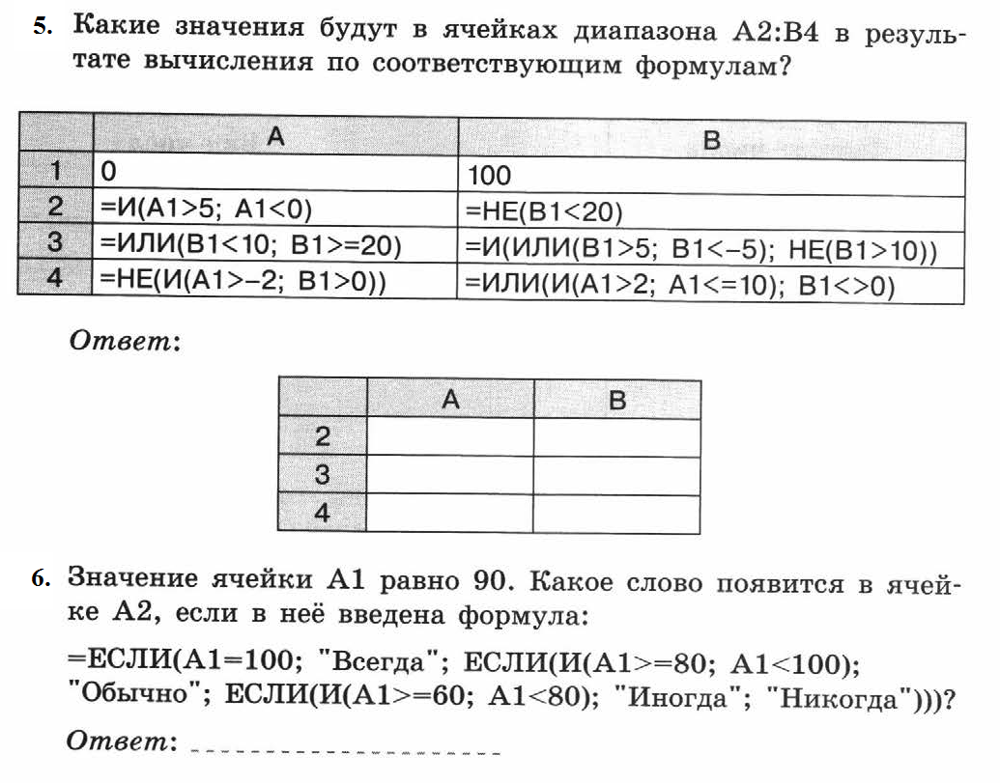 5. Какие значения будут в ячейках диапазона A2:B4 в резуль-
тате вычисления по соответствующим формулам?
A B
1 0 100
2 =И(A1>5; A1<0) =НЕ(B1<20)
3 =ИЛИ(B1<10; B1>=20) =И(ИЛИ(B1>5; B1<–5); НЕ(B1>10))
4 =НЕ(И(A1>–2; B1>0)) =ИЛИ(И(A1>2; A1<=10); B1<>0)
Ответ:
A B
2
3
4
6. Значение ячейки A1 равно 90. Какое слово появится в ячей-
ке A2, если в неё введена формула:
=ЕСЛИ(A1=100; "Всегда"; ЕСЛИ(И(A1>=80; A1<100);
"Обычно"; ЕСЛИ(И(A1>=60; A1<80); "Иногда"; "Никогда")))?
Ответ: